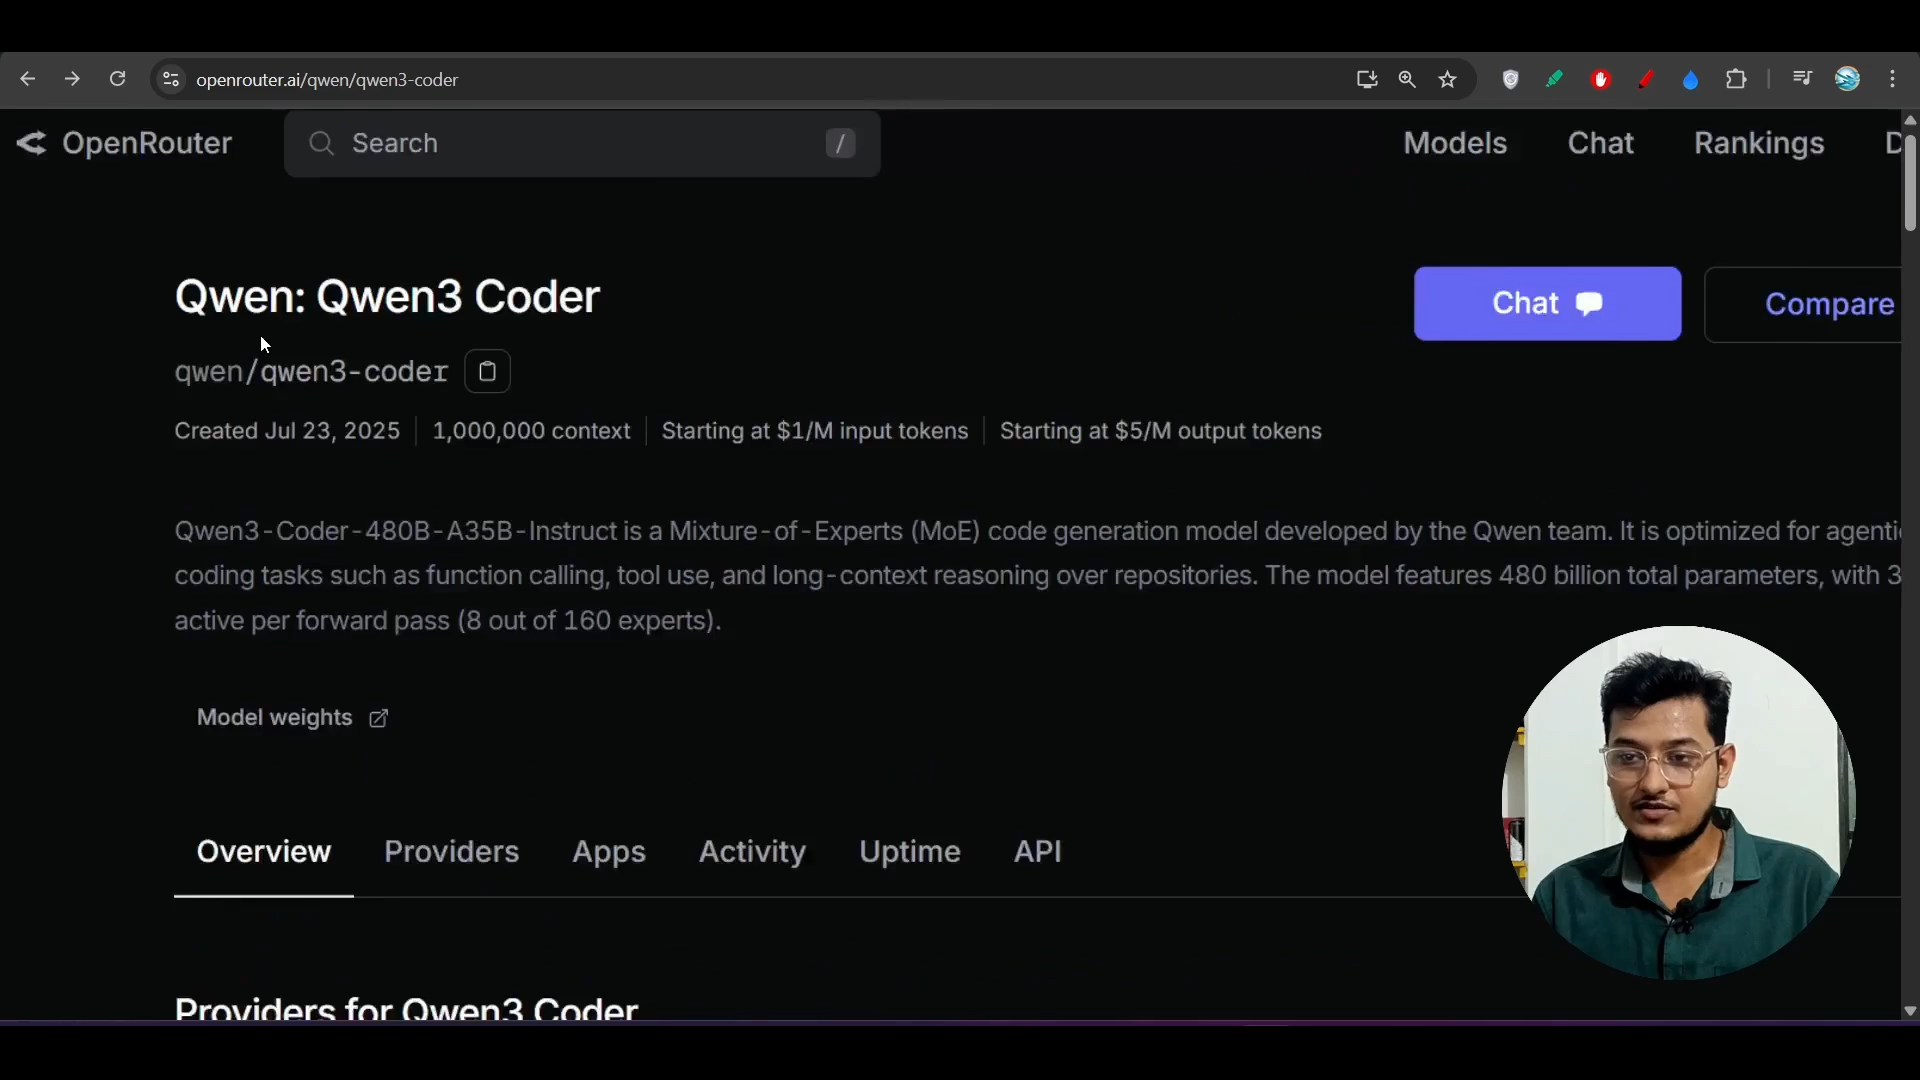 openrouter.ai/qwen/qwen3-coder
OpenRouter
Search
/
Models
Chat
Rankings
Qwen: Qwen3 Coder
Chat
Compare
qwen/qwen3-coder
Created Jul 23, 2025
1,000,000 context
Starting at $1/M input tokens
Starting at $5/M output tokens
Qwen3-Coder-480B-A35B-Instruct is a Mixture-of-Experts (MoE) code generation model developed by the Qwen team. It is optimized for agenti
coding tasks such as function calling, tool use, and long-context reasoning over repositories. The model features 480 billion total parameters, with 3
active per forward pass (8 out of 160 experts).
Model weights
Overview
Providers
Apps
Activity
Uptime
API
Providers for Qwen3 Coder